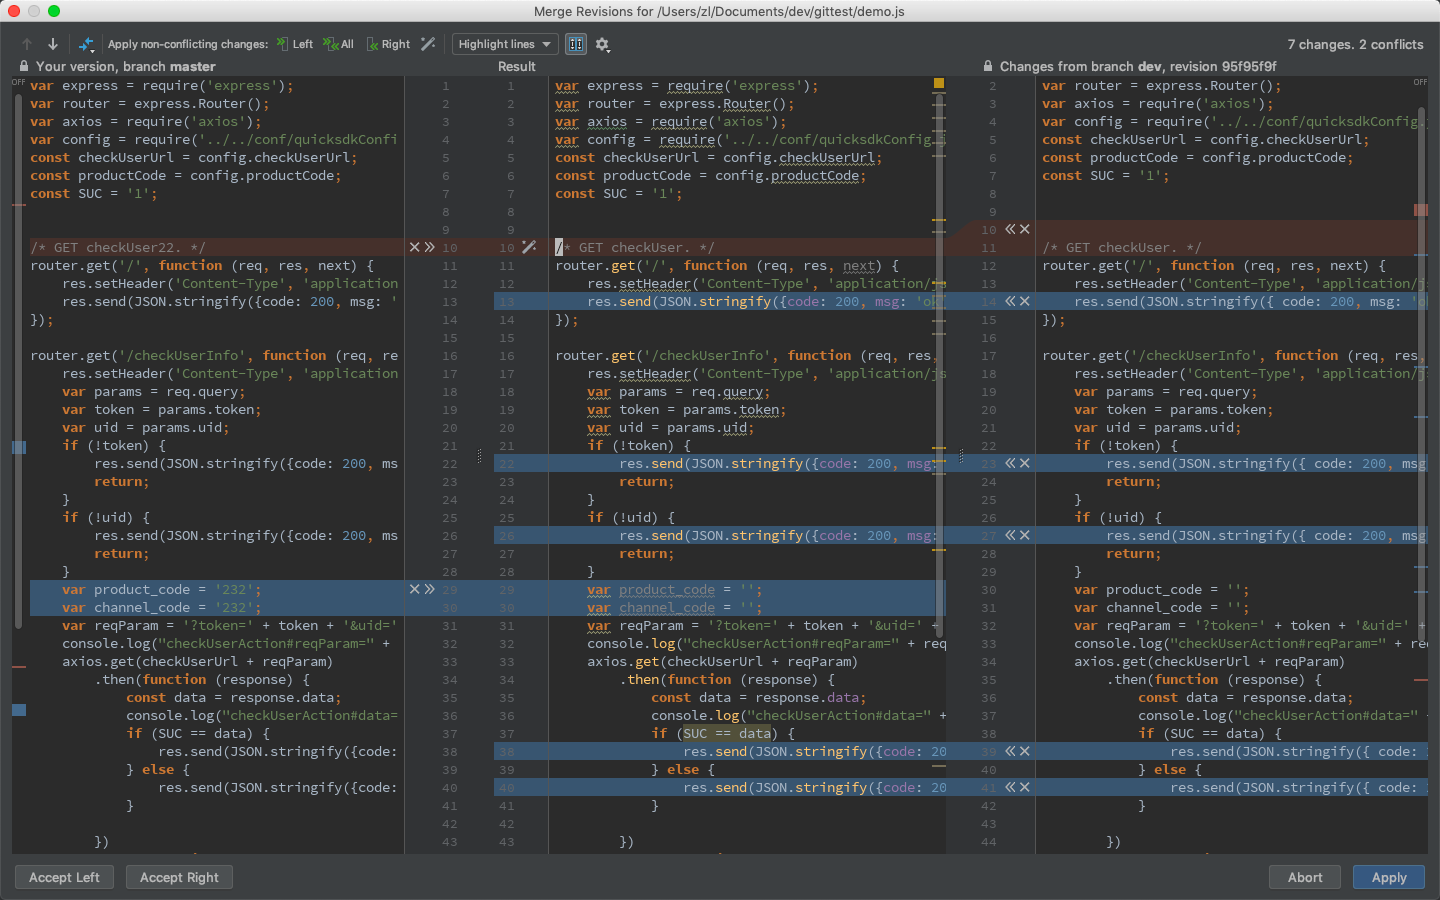 Merge Revisions for /Users/zl/Documents/dev/gittest/demo.js
Apply non-conflicting changes: Left All Right Highlight lines 7 changes. 2 conflicts
Your version, branch master Result Changes from branch dev, revision 95f95f9f
OFF
var express = require('express');
var router = express.Router();
var axios = require('axios');
var config = require('../../conf/quicksdkConfi
const checkUserUrl = config.checkUserUrl;
const productCode = config.productCode;
const SUC = '1';
/* GET checkUser22. */
router.get('/', function (req, res, next) {
res.setHeader('Content-Type', 'application
res.send(JSON.stringify({code: 200, msg: '
});
router.get('/checkUserInfo', function (req, re
res.setHeader('Content-Type', 'application
var params = req.query;
var token = params.token;
var uid = params.uid;
if (!token) {
res.send(JSON.stringify({code: 200, ms
return;
}
if (!uid) {
res.send(JSON.stringify({code: 200, ms
return;
}
var product_code = '232';
var channel_code = '232';
var reqParam = '?token=' + token + '&uid='
console.log("checkUserAction#reqParam=" +
axios.get(checkUserUrl + reqParam)
.then(function (response) {
const data = response.data;
console.log("checkUserAction#data=
if (SUC == data) {
res.send(JSON.stringify({code:
} else {
res.send(JSON.stringify({code:
}
})
1 1
2 2
3 3
4 4
5 5
6 6
7 7
8 8
9 9
10 10
11 11
12 12
13 13
14 14
15 15
16 16
17 17
18 18
19 19
20 20
21 21
22 22
23 23
24 24
25 25
26 26
27 27
28 28
29 29
30 30
31 31
32 32
33 33
34 34
35 35
36 36
37 37
38 38
39 39
40 40
41 41
42 42
43 43
var express = require('express');
var router = express.Router();
var axios = require('axios');
var config = require('../../conf/quicksdkConfig.j
const checkUserUrl = config.checkUserUrl;
const productCode = config.productCode;
const SUC = '1';
/* GET checkUser. */
router.get('/', function (req, res, next) {
res.setHeader('Content-Type', 'application/js
res.send(JSON.stringify({code: 200, msg: 'ok
});
router.get('/checkUserInfo', function (req, res,
res.setHeader('Content-Type', 'application/js
var params = req.query;
var token = params.token;
var uid = params.uid;
if (!token) {
res.send(JSON.stringify({code: 200, msg:
return;
}
if (!uid) {
res.send(JSON.stringify({code: 200, msg:
return;
}
var product_code = '';
var channel_code = '';
var reqParam = '?token=' + token + '&uid=' +
console.log("checkUserAction#reqParam=" + req
axios.get(checkUserUrl + reqParam)
.then(function (response) {
const data = response.data;
console.log("checkUserAction#data=" +
if (SUC == data) {
res.send(JSON.stringify({code: 20
} else {
res.send(JSON.stringify({code: 20
}
})
OFF
2 var router = express.Router();
3 var axios = require('axios');
4 var config = require('../../conf/quicksdkConfig.j
5 const checkUserUrl = config.checkUserUrl;
6 const productCode = config.productCode;
7 const SUC = '1';
8
9
10
11 /* GET checkUser. */
12 router.get('/', function (req, res, next) {
13 res.setHeader('Content-Type', 'application/j
14 res.send(JSON.stringify({ code: 200, msg: 'o
15 });
16
17 router.get('/checkUserInfo', function (req, res,
18 res.setHeader('Content-Type', 'application/j
19 var params = req.query;
20 var token = params.token;
21 var uid = params.uid;
22 if (!token) {
23 res.send(JSON.stringify({ code: 200, msg
24 return;
25 }
26 if (!uid) {
27 res.send(JSON.stringify({ code: 200, msg
28 return;
29 }
30 var product_code = '';
31 var channel_code = '';
32 var reqParam = '?token=' + token + '&uid=' +
33 console.log("checkUserAction#reqParam=" + re
34 axios.get(checkUserUrl + reqParam)
35 .then(function (response) {
36 const data = response.data;
37 console.log("checkUserAction#data=" +
38 if (SUC == data) {
39 res.send(JSON.stringify({ code:
40 } else {
41 res.send(JSON.stringify({ code:
42 }
43
44 })
Accept Left Accept Right Abort Apply